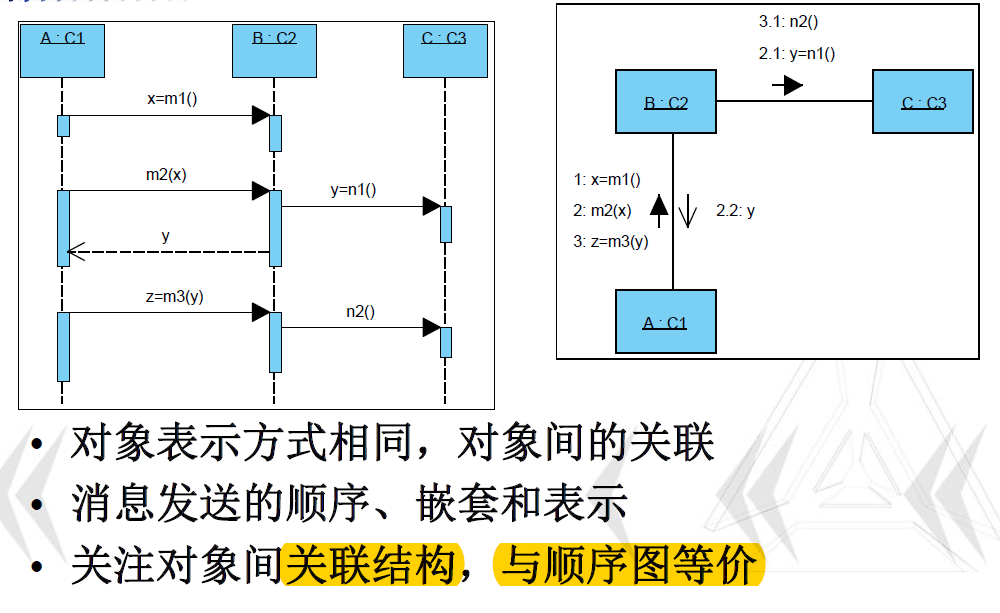 A : C1
B : C2
C : C3
x=m1()
m2(x)
y=n1()
y
z=m3(y)
n2()
3.1: n2()
2.1: y=n1()
B : C2
C : C3
1: x=m1()
2: m2(x)
2.2: y
3: z=m3(y)
A : C1
• 对象表示方式相同，对象间的关联
• 消息发送的顺序、嵌套和表示
• 关注对象间关联结构，与顺序图等价